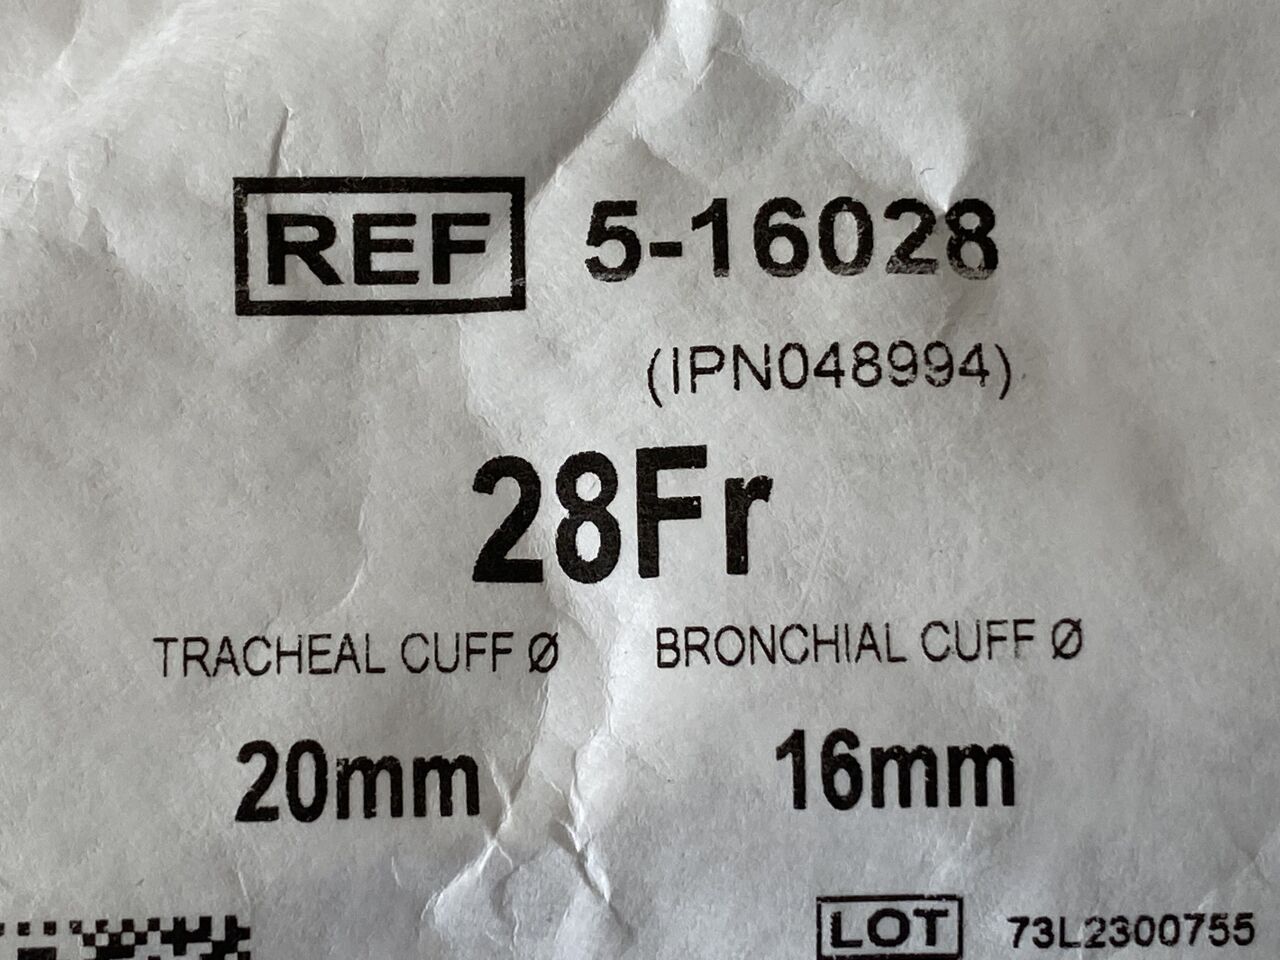 REF 5-16028
(IPN048994)
28Fr
TRACHEAL CUFF Ø BRONCHIAL CUFF Ø
20mm 16mm
LOT 73L2300755